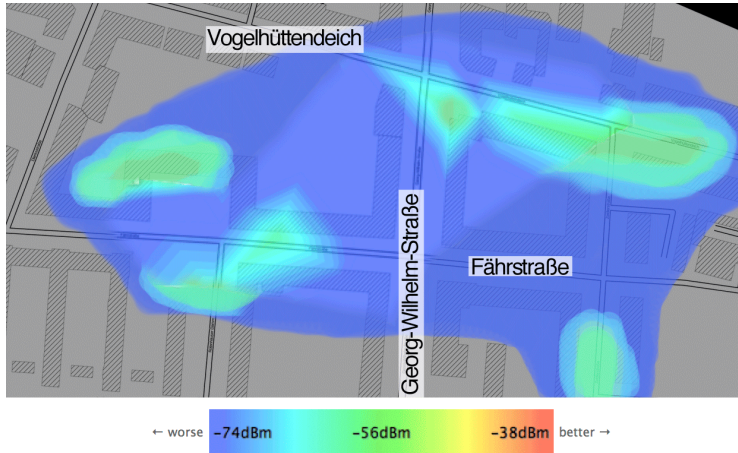 Vogelhüttendeich
Georg-Wilhelm-Straße
Fährstraße
← worse -74dBm -56dBm -38dBm better →